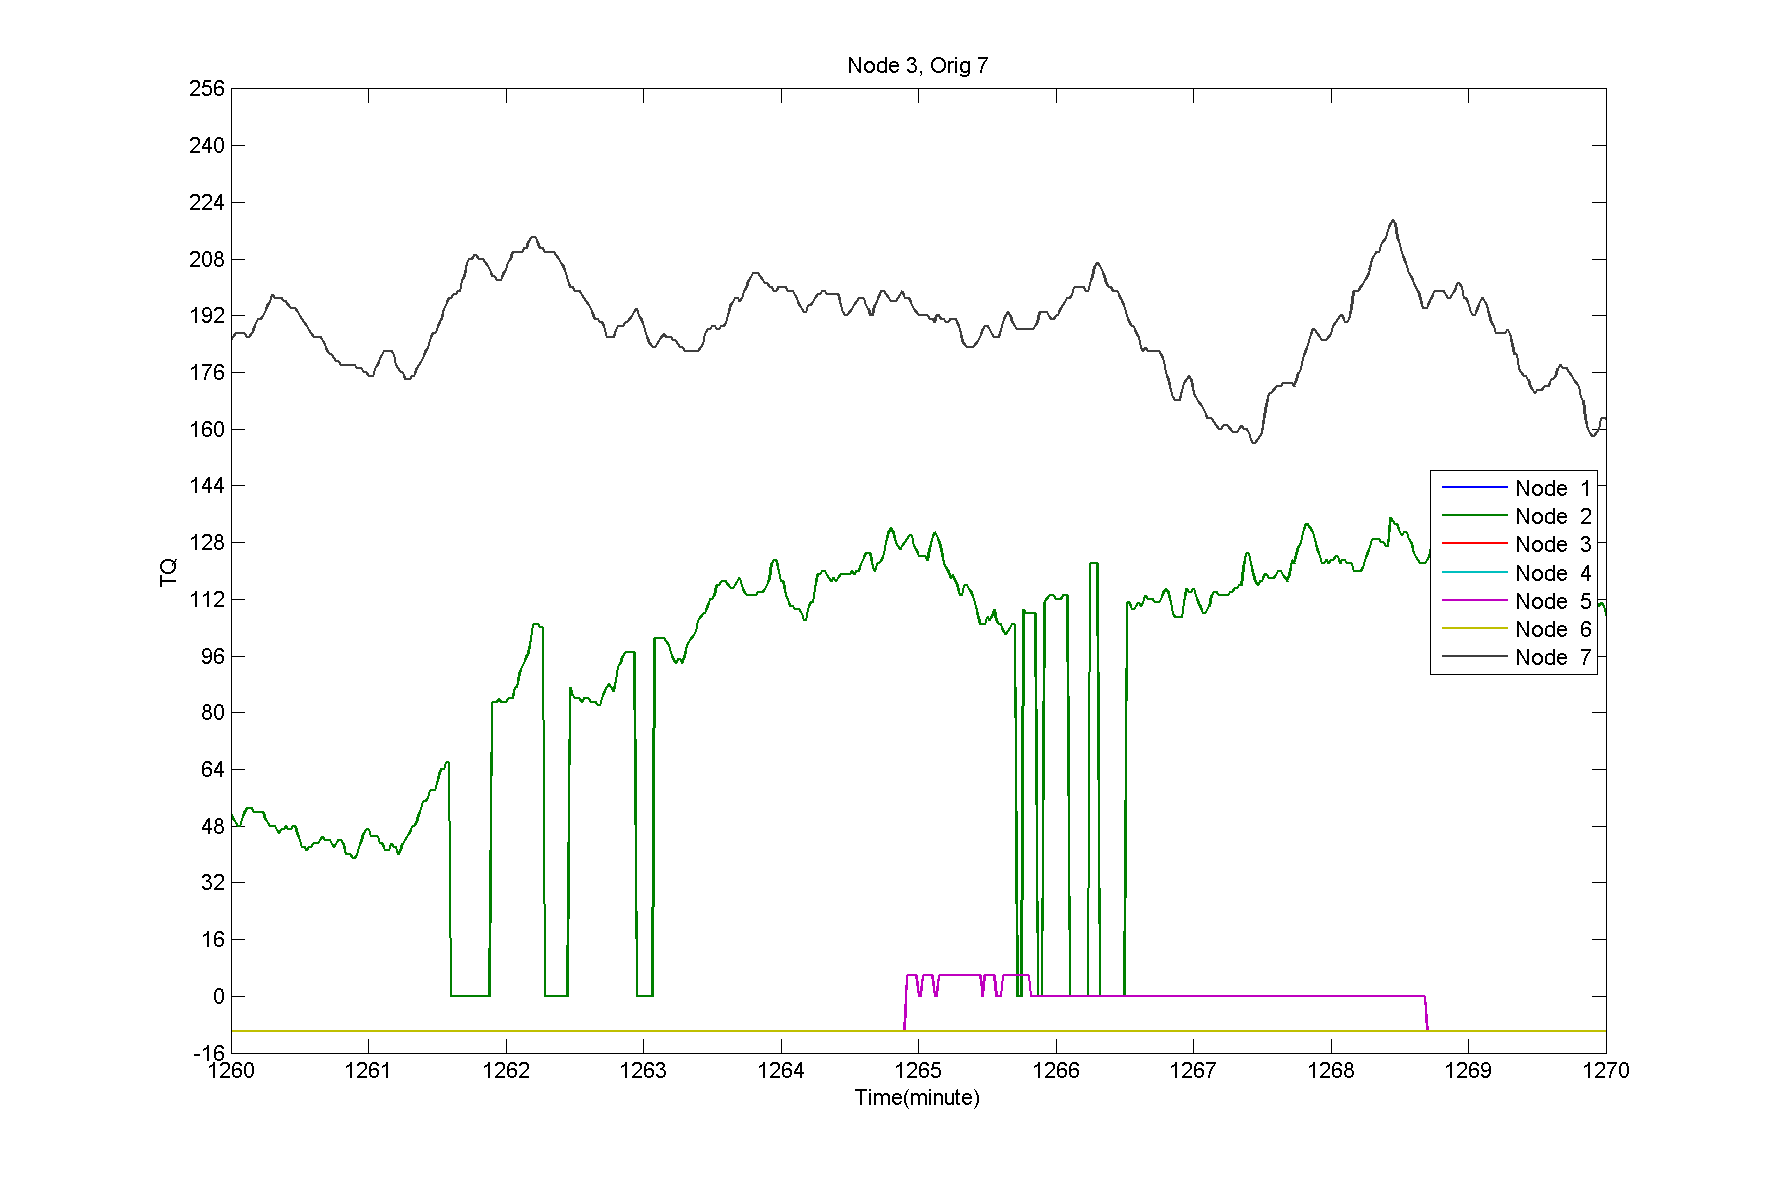 Node 3, Orig 7
256
240
224
208
192
176
160
144
128
112
96
80
64
48
32
16
0
-16
TQ
Node 1
Node 2
Node 3
Node 4
Node 5
Node 6
Node 7
1260 1261 1262 1263 1264 1265 1266 1267 1268 1269 1270
Time(minute)